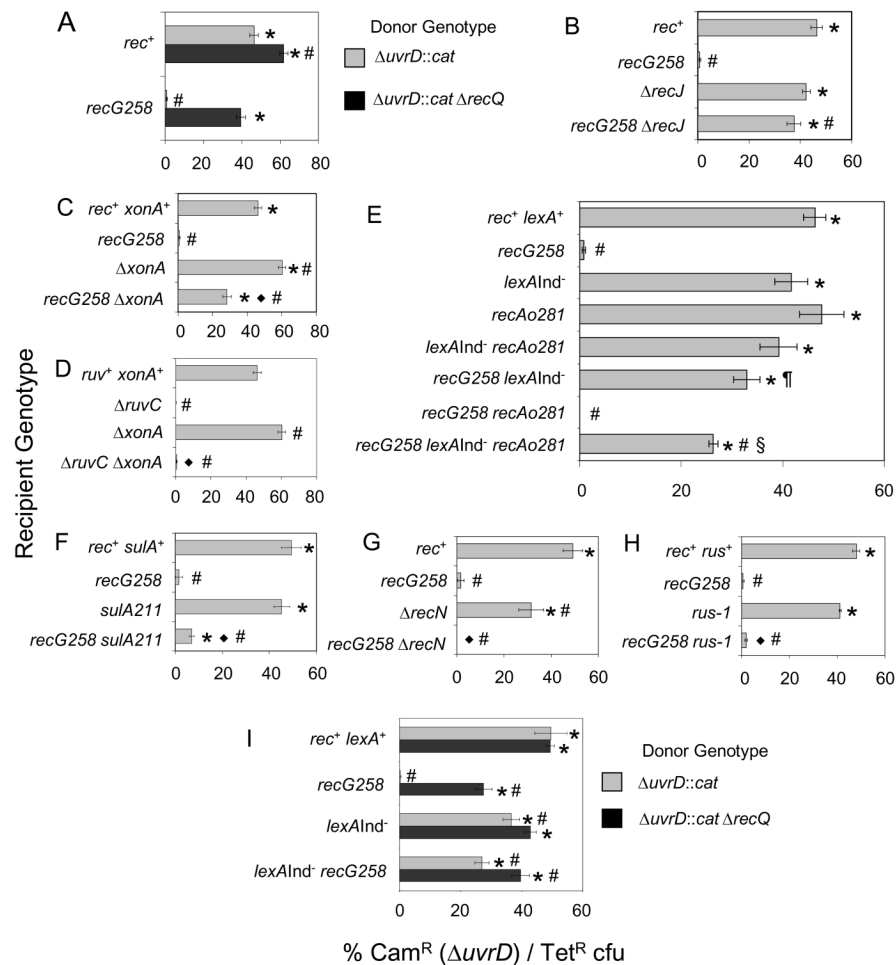 A
Donor Genotype
rec+
*
ΔuvrD::cat
* #
ΔuvrD::cat ΔrecQ
recG258
#
*
0 20 40 60 80
B
rec+
*
recG258
#
ΔrecJ
*
recG258 ΔrecJ
* #
0 20 40 60
C
rec+ xonA+
*
recG258
#
ΔxonA
* #
recG258 ΔxonA
* ◆ #
0 20 40 60 80
D
ruv+ xonA+
ΔruvC
#
ΔxonA
#
ΔruvC ΔxonA
◆ #
0 20 40 60 80
E
rec+ lexA+
*
recG258
#
lexAInd-
*
recAo281
*
lexAInd- recAo281
*
recG258 lexAInd-
* ¶
recG258 recAo281
#
recG258 lexAInd- recAo281
* # §
0 20 40 60
Recipient Genotype
F
rec+ sulA+
*
recG258
#
sulA211
*
recG258 sulA211
* ◆ #
0 20 40 60
G
rec+
*
recG258
#
ΔrecN
* #
recG258 ΔrecN
◆ #
0 20 40 60
H
rec+ rus+
*
recG258
#
rus-1
*
recG258 rus-1
◆ #
0 20 40 60
I
rec+ lexA+
*
*
recG258
#
* #
lexAInd-
* #
*
lexAInd- recG258
* #
* #
0 20 40 60
Donor Genotype
ΔuvrD::cat
ΔuvrD::cat ΔrecQ
% CamR (ΔuvrD) / TetR cfu